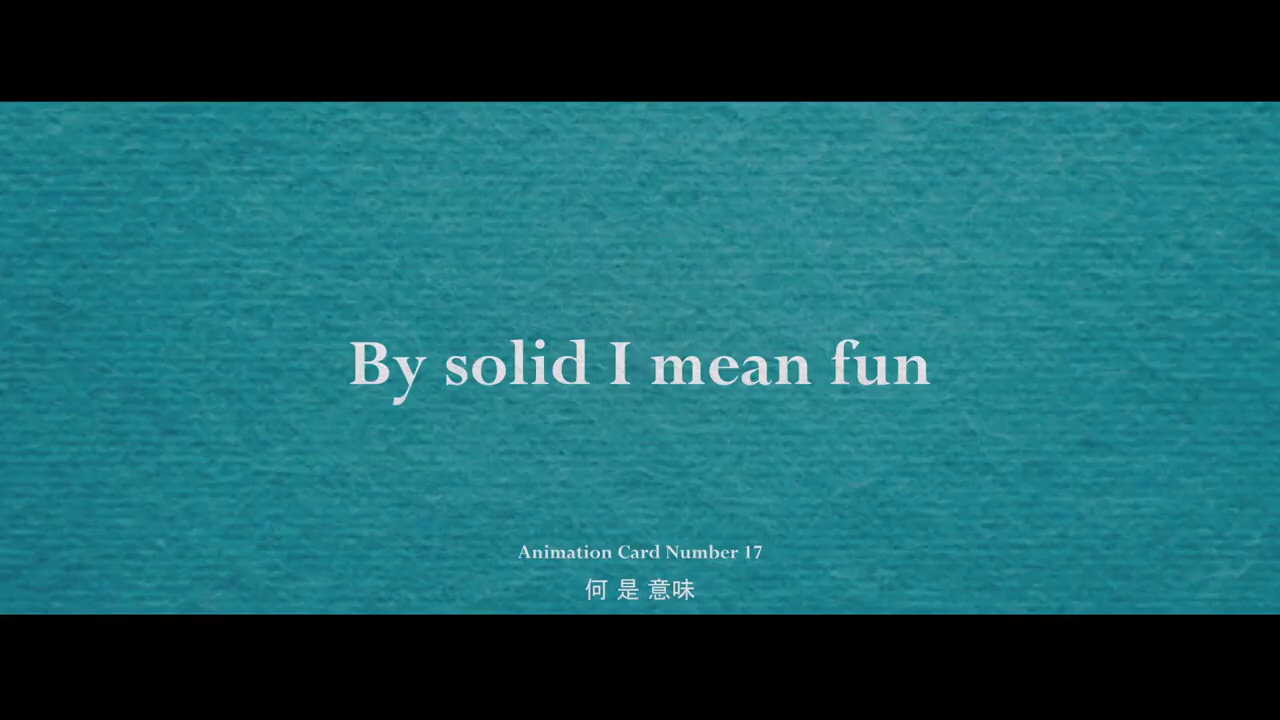 By solid I mean fun
Animation Card Number 17
何 是 意味